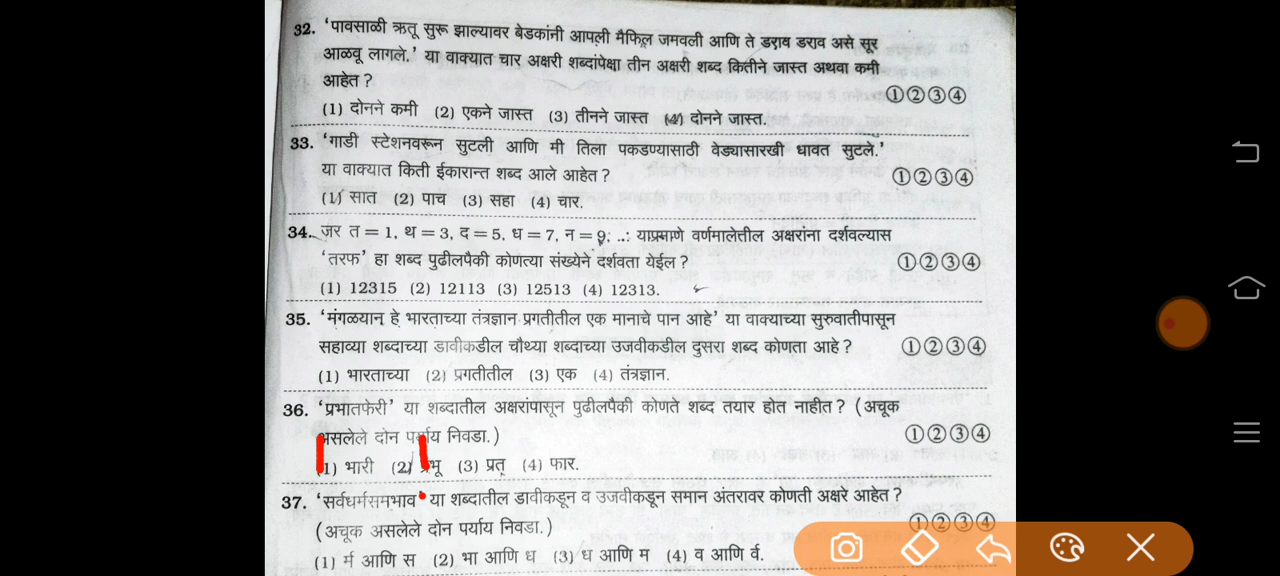 32. 'पावसाळी ऋतू सुरू झाल्यावर बेडकांनी आपली मैफिल जमवली आणि ते डराव डराव असे सूर
आळवू लागले.' या वाक्यात चार अक्षरी शब्दांपेक्षा तीन अक्षरी शब्द कितीने जास्त अथवा कमी
आहेत ? ①②③④
(1) दोनने कमी (2) एकने जास्त (3) तीनने जास्त (4) दोनने जास्त.
33. 'गाडी स्टेशनवरून सुटली आणि मी तिला पकडण्यासाठी वेड्यासारखी धावत सुटले.'
या वाक्यात किती ईकारान्त शब्द आले आहेत ? ①②③④
(1) सात (2) पाच (3) सहा (4) चार.
34. जर त = 1, थ = 3, द = 5, ध = 7, न = 9; ..: याप्रमाणे वर्णमालेतील अक्षरांना दर्शवल्यास
'तरफ' हा शब्द पुढीलपैकी कोणत्या संख्येने दर्शवता येईल ? ①②③④
(1) 12315 (2) 12113 (3) 12513 (4) 12313.
35. 'मंगळयान हे भारताच्या तंत्रज्ञान प्रगतीतील एक मानाचे पान आहे' या वाक्याच्या सुरुवातीपासून
सहाव्या शब्दाच्या डावीकडील चौथ्या शब्दाच्या उजवीकडील दुसरा शब्द कोणता आहे ? ①②③④
(1) भारताच्या (2) प्रगतीतील (3) एक (4) तंत्रज्ञान.
36. 'प्रभातफेरी' या शब्दातील अक्षरांपासून पुढीलपैकी कोणते शब्द तयार होत नाहीत ? (अचूक
असलेले दोन पर्याय निवडा.) ①②③④
(1) भारी (2) प्रभू (3) प्रत् (4) फार.
37. 'सर्वधर्मसमभाव' या शब्दातील डावीकडून व उजवीकडून समान अंतरावर कोणती अक्षरे आहेत ?
(अचूक असलेले दोन पर्याय निवडा.) ①②③④
(1) र्म आणि स (2) भा आणि ध (3) ध आणि म (4) व आणि र्व.